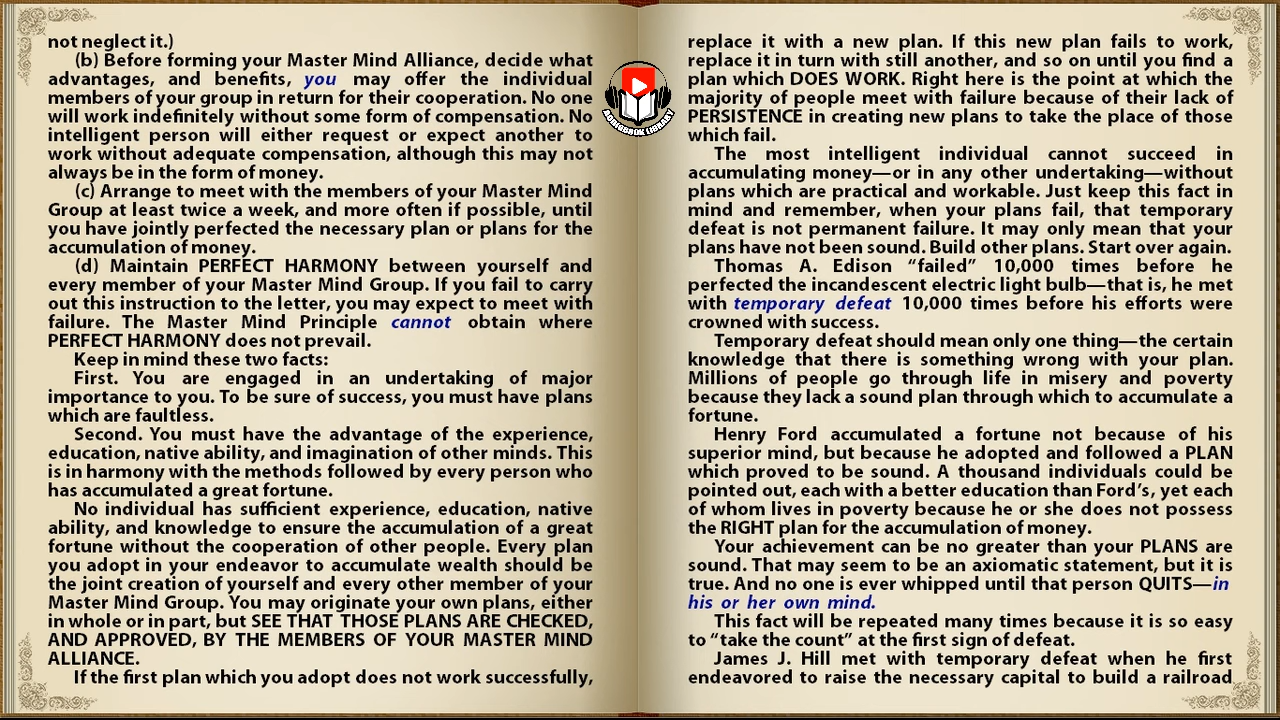 not neglect it.)
(b) Before forming your Master Mind Alliance, decide what
advantages, and benefits, you may offer the individual
members of your group in return for their cooperation. No one
will work indefinitely without some form of compensation. No
intelligent person will either request or expect another to
work without adequate compensation, although this may not
always be in the form of money.
(c) Arrange to meet with the members of your Master Mind
Group at least twice a week, and more often if possible, until
you have jointly perfected the necessary plan or plans for the
accumulation of money.
(d) Maintain PERFECT HARMONY between yourself and
every member of your Master Mind Group. If you fail to carry
out this instruction to the letter, you may expect to meet with
failure. The Master Mind Principle cannot obtain where
PERFECT HARMONY does not prevail.
Keep in mind these two facts:
First. You are engaged in an undertaking of major
importance to you. To be sure of success, you must have plans
which are faultless.
Second. You must have the advantage of the experience,
education, native ability, and imagination of other minds. This
is in harmony with the methods followed by every person who
has accumulated a great fortune.
No individual has sufficient experience, education, native
ability, and knowledge to ensure the accumulation of a great
fortune without the cooperation of other people. Every plan
you adopt in your endeavor to accumulate wealth should be
the joint creation of yourself and every other member of your
Master Mind Group. You may originate your own plans, either
in whole or in part, but SEE THAT THOSE PLANS ARE CHECKED,
AND APPROVED, BY THE MEMBERS OF YOUR MASTER MIND
ALLIANCE.
If the first plan which you adopt does not work successfully,
AUDIOBOOK LIBRARY
replace it with a new plan. If this new plan fails to work,
replace it in turn with still another, and so on until you find a
plan which DOES WORK. Right here is the point at which the
majority of people meet with failure because of their lack of
PERSISTENCE in creating new plans to take the place of those
which fail.
The most intelligent individual cannot succeed in
accumulating money—or in any other undertaking—without
plans which are practical and workable. Just keep this fact in
mind and remember, when your plans fail, that temporary
defeat is not permanent failure. It may only mean that your
plans have not been sound. Build other plans. Start over again.
Thomas A. Edison “failed” 10,000 times before he
perfected the incandescent electric light bulb—that is, he met
with temporary defeat 10,000 times before his efforts were
crowned with success.
Temporary defeat should mean only one thing—the certain
knowledge that there is something wrong with your plan.
Millions of people go through life in misery and poverty
because they lack a sound plan through which to accumulate a
fortune.
Henry Ford accumulated a fortune not because of his
superior mind, but because he adopted and followed a PLAN
which proved to be sound. A thousand individuals could be
pointed out, each with a better education than Ford’s, yet each
of whom lives in poverty because he or she does not possess
the RIGHT plan for the accumulation of money.
Your achievement can be no greater than your PLANS are
sound. That may seem to be an axiomatic statement, but it is
true. And no one is ever whipped until that person QUITS—in
his or her own mind.
This fact will be repeated many times because it is so easy
to “take the count” at the first sign of defeat.
James J. Hill met with temporary defeat when he first
endeavored to raise the necessary capital to build a railroad